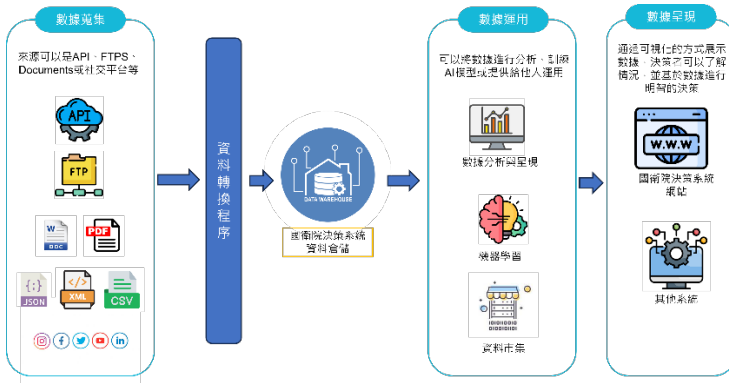 數據蒐集
來源可以是API、FTPS、
Documents或社交平台等
API
FTP
W
DOC
PDF
{:}
JSON
</>
XML
CSV
資料轉換程序
DATA WAREHOUSE
國衛院決策系統
資料倉儲
數據運用
可以將數據進行分析、訓練
AI模型或提供給他人運用
數據分析與呈現
機器學習
資料市集
數據呈現
通過可視化的方式展示
數據，決策者可以了解
情況，並基於數據進行
明智的決策
W.W.W
國衛院決策系統
網站
其他系統